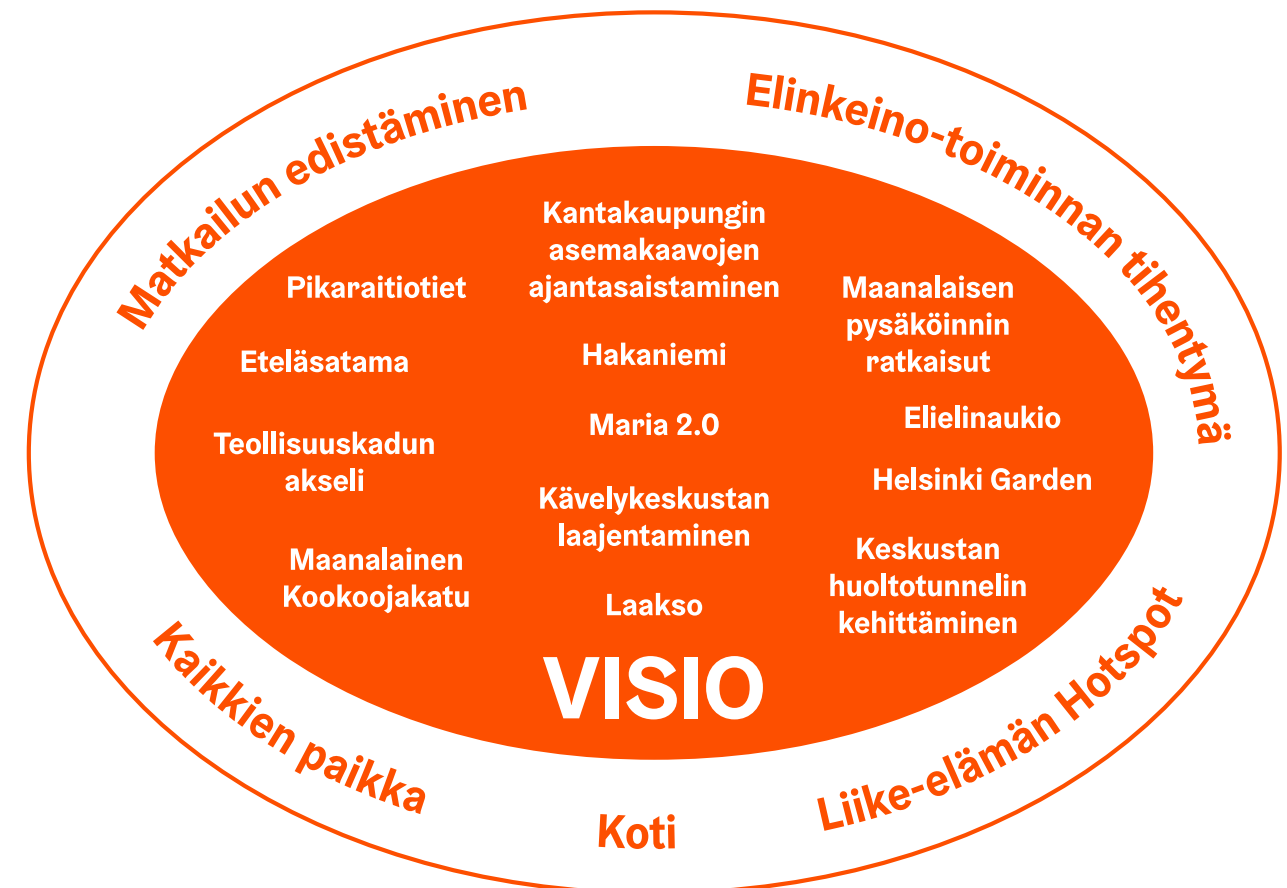 Matkailun edistäminen
Elinkeino-toiminnan tihentymä
Pikaraitiotiet
Eteläsatama
Teollisuuskadun
akseli
Maanalainen
Kookoojakatu
Kantakaupungin
asemakaavojen
ajantasaistaminen
Hakaniemi
Maria 2.0
Kävelykeskustan
laajentaminen
Laakso
Maanalaisen
pysäköinnin
ratkaisut
Elielinaukio
Helsinki Garden
Keskustan
huoltotunnelin
kehittäminen
VISIO
Kaikkien paikka
Koti
Liike-elämän Hotspot